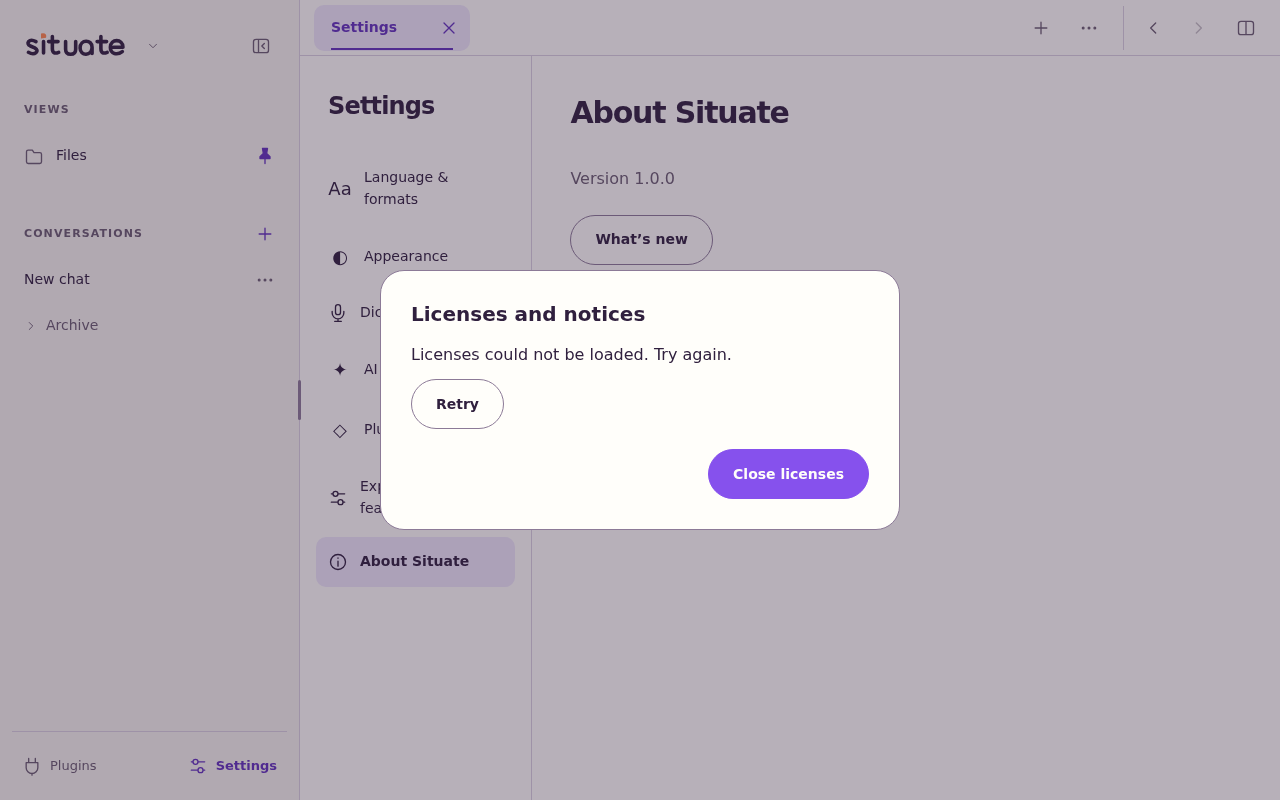 situate
VIEWS
Files
CONVERSATIONS
New chat
Archive
Plugins
Settings
Settings
Settings
Aa
Language &
formats
Appearance
AI
About Situate
About Situate
Version 1.0.0
What’s new
Licenses and notices
Licenses could not be loaded. Try again.
Retry
Close licenses